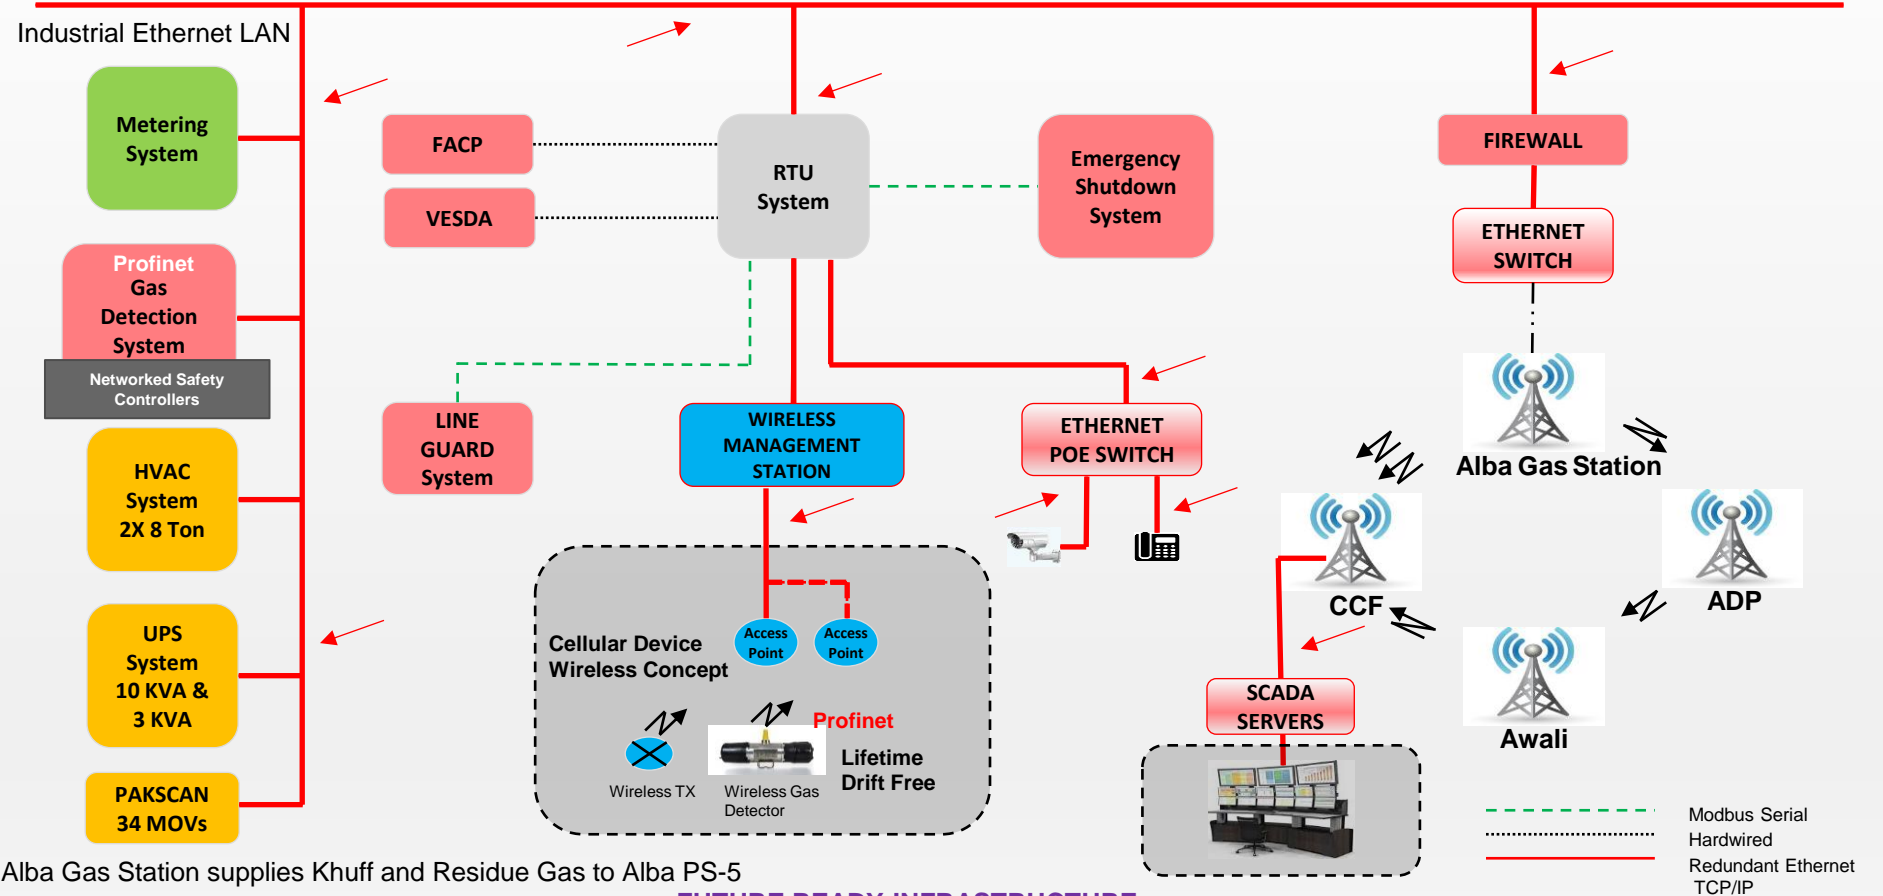 Industrial Ethernet LAN
Metering
System
Profinet
Gas
Detection
System
Networked Safety
Controllers
HVAC
System
2X 8 Ton
UPS
System
10 KVA &
3 KVA
PAKSCAN
34 MOVs
FACP
VESDA
RTU
System
Emergency
Shutdown
System
LINE
GUARD
System
WIRELESS
MANAGEMENT
STATION
ETHERNET
POE SWITCH
Cellular Device
Wireless Concept
Access
Point
Access
Point
Wireless TX
Wireless Gas
Detector
Profinet
Lifetime
Drift Free
FIREWALL
ETHERNET
SWITCH
Alba Gas Station
CCF
ADP
Awali
SCADA
SERVERS
Modbus Serial
Hardwired
Redundant Ethernet
TCP/IP
Alba Gas Station supplies Khuff and Residue Gas to Alba PS-5
FUTURE READY INFRASTRUCTURE